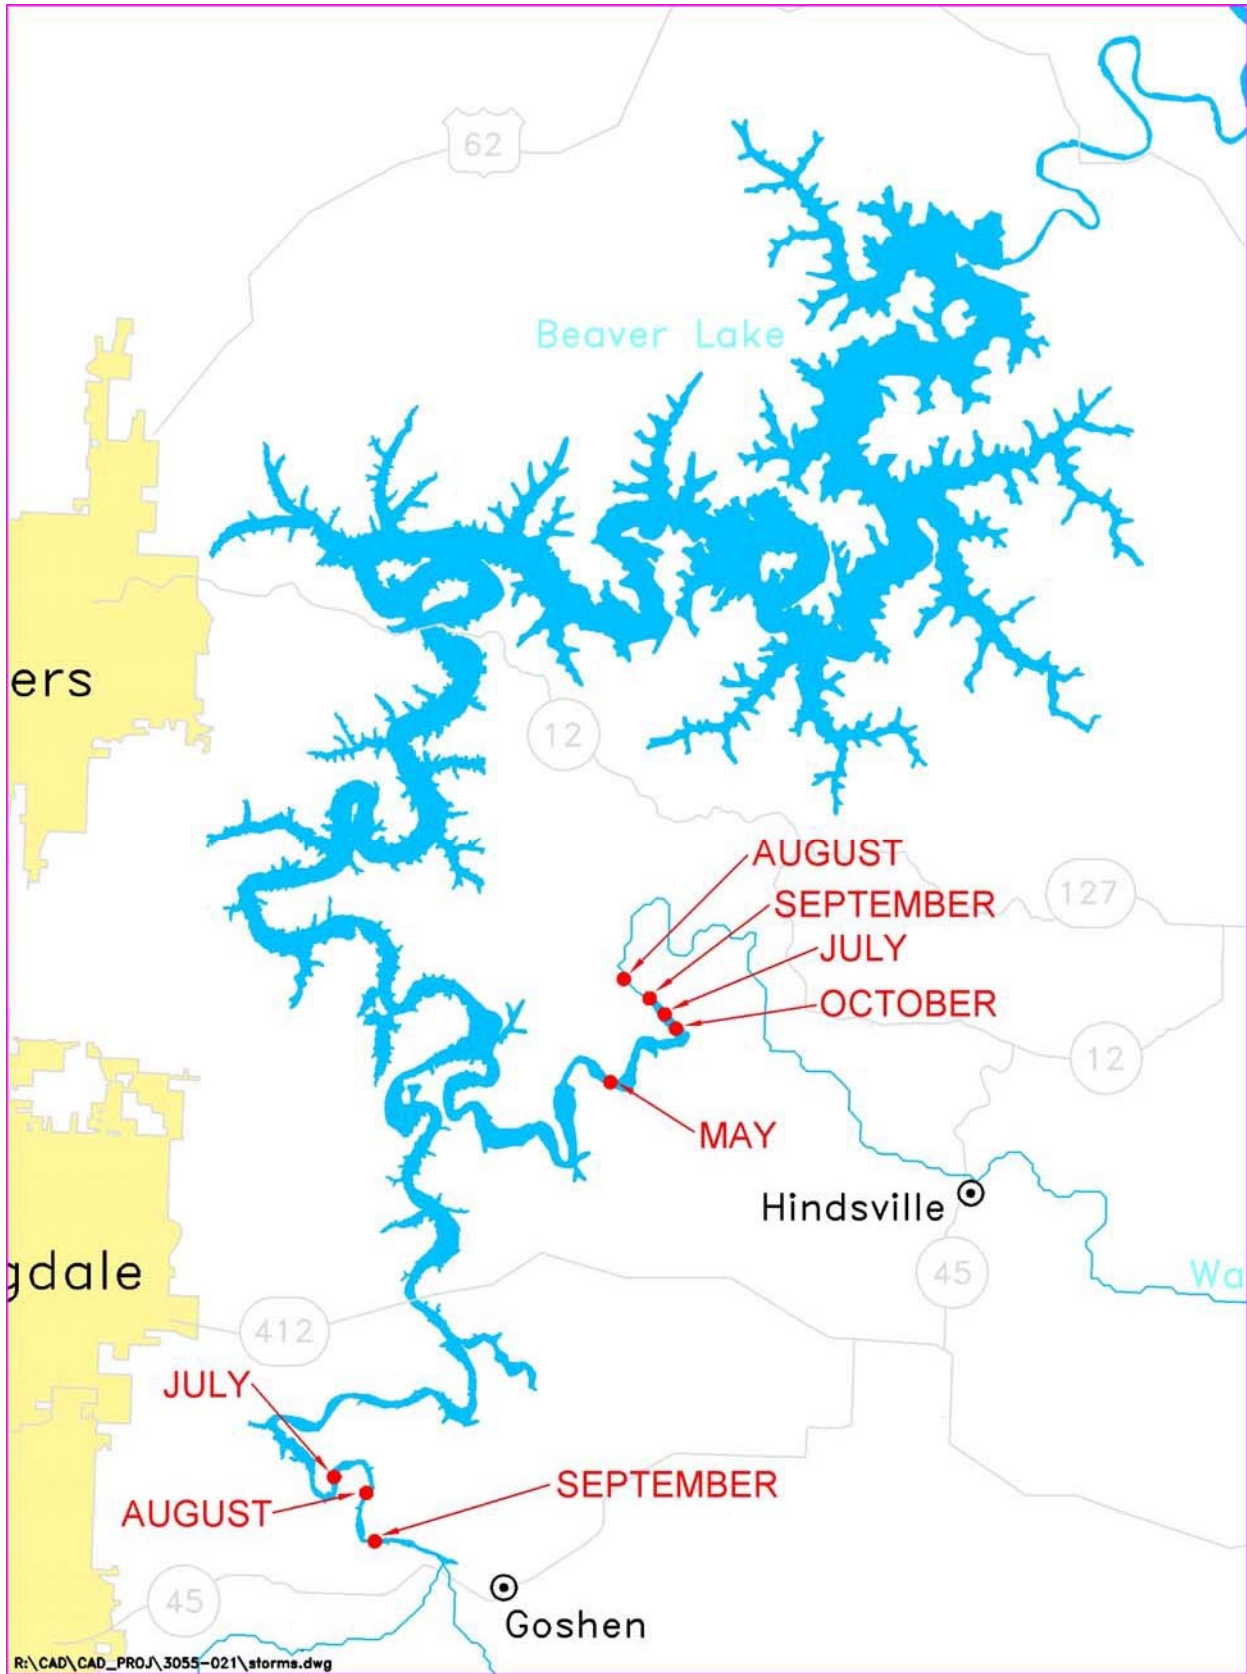 62
Beaver Lake
ers
12
AUGUST
SEPTEMBER
127
JULY
OCTOBER
12
MAY
Hindsville
45
gdale
Wa
412
JULY
SEPTEMBER
AUGUST
45
Goshen
R:\CAD\CAD_PROJ\3055-021\storms.dwg